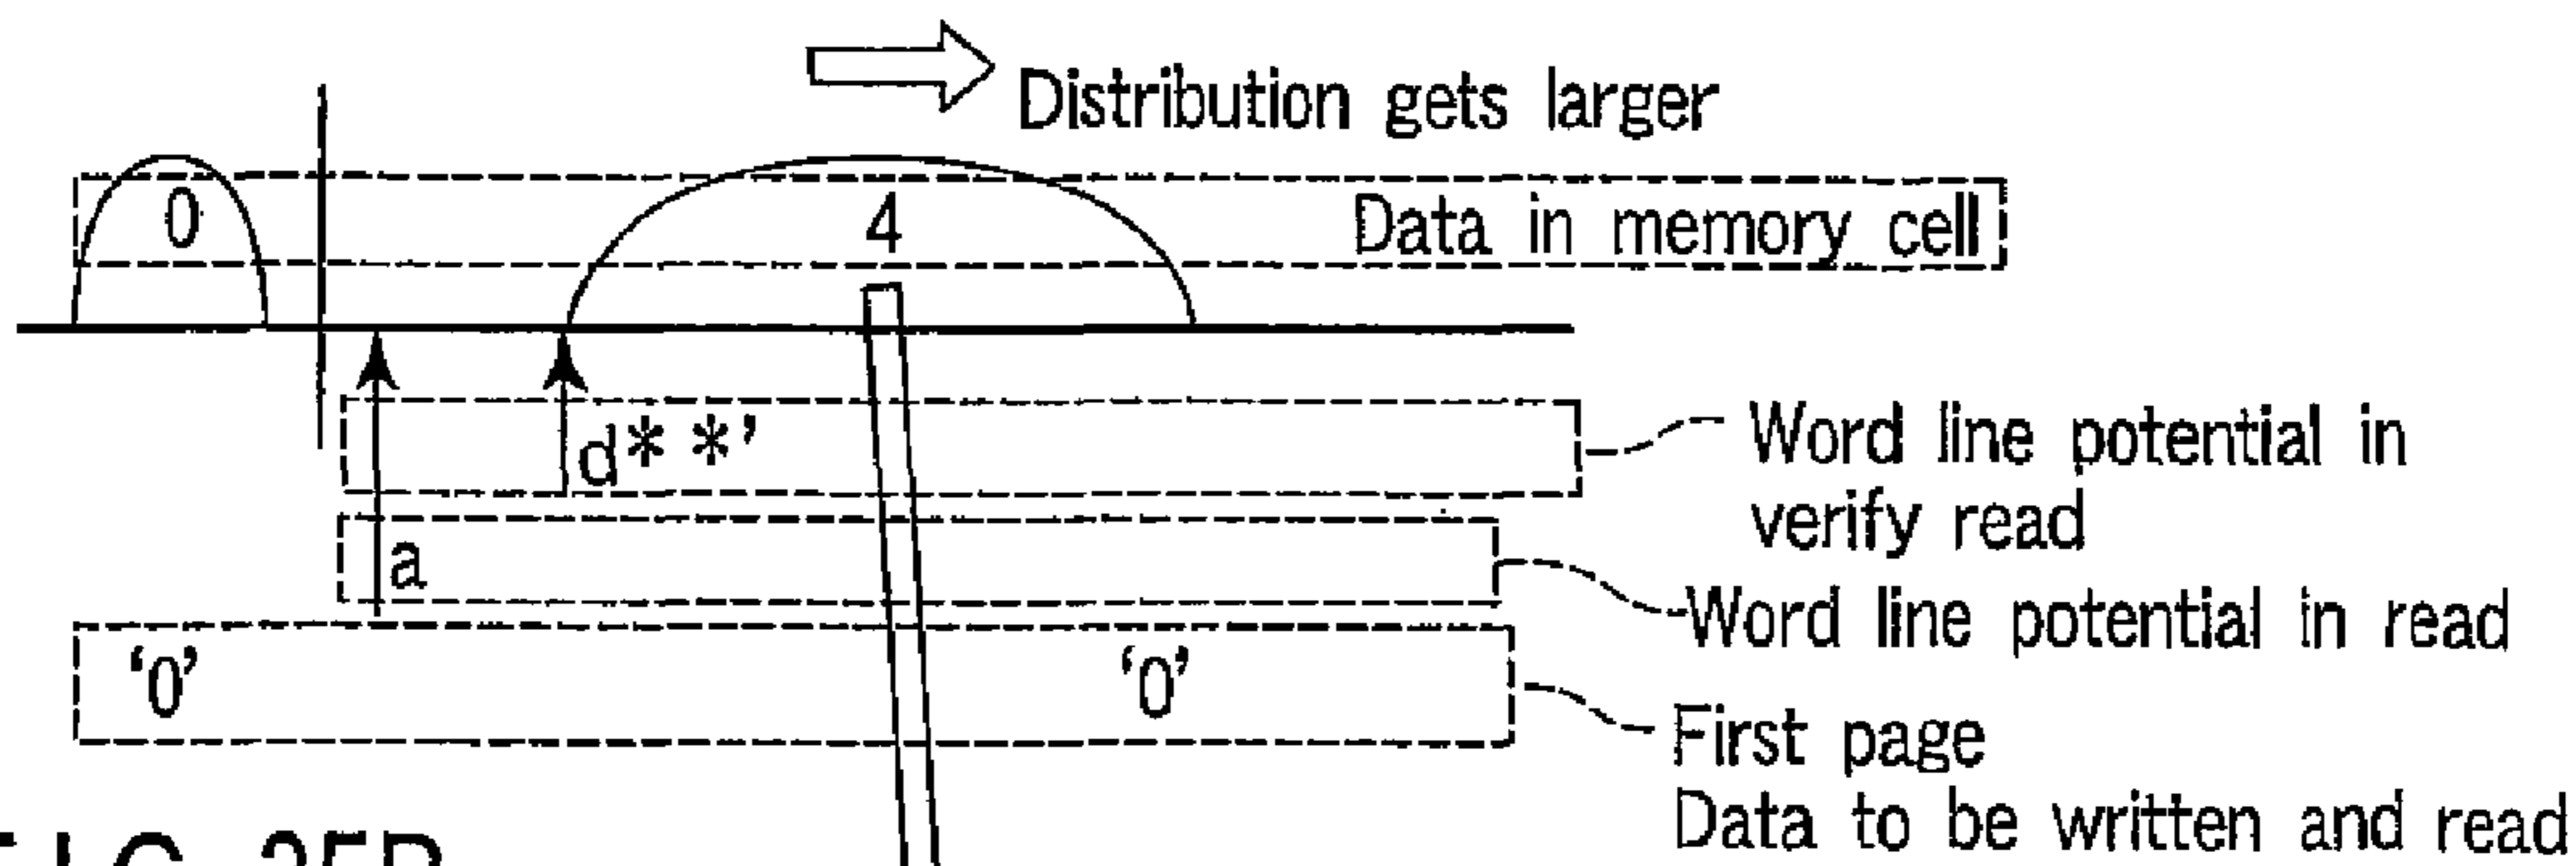 Distribution gets larger
0
4
Data in memory cell
d**’
Word line potential in
verify read
a
Word line potential in read
‘0’
‘0’
First page
Data to be written and read